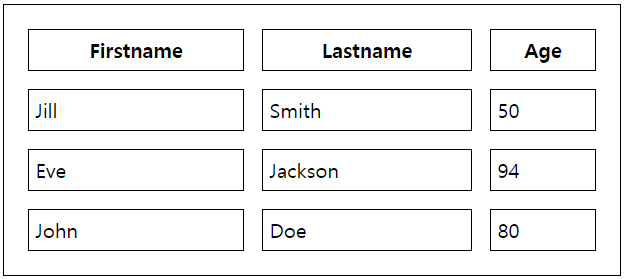 Firstname Lastname Age
Jill Smith 50
Eve Jackson 94
John Doe 80